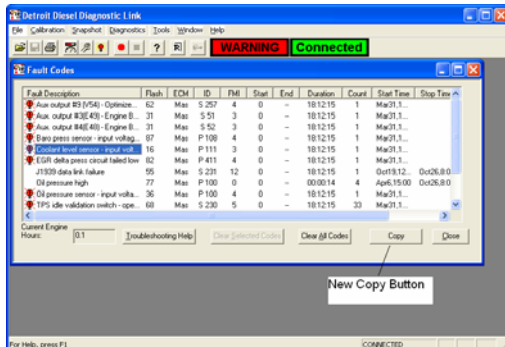 Detroit Diesel Diagnostic Link
File Calibration Snapshot Diagnostics Tools Window Help
? WARNING Connected
Fault Codes
Fault Description Flash ECM ID FMI Start End Duration Count Start Time Stop Time
Aux output #9 (V54) - Optimize... 62 Mas S 257 4 0 -- 18:12:15 1 Mar31,1...
Aux. output #3(E49) - Engine B... 31 Mas S 51 3 0 -- 18:12:15 1 Mar31,1...
Aux. output #4(E48) - Engine B... 31 Mas S 52 3 0 -- 18:12:15 1 Mar31,1...
Baro press sensor - input voltag... 87 Mas P 108 4 0 -- 18:12:15 1 Mar31,1...
Coolant level sensor - input volt... 16 Mas P 111 3 0 -- 18:12:15 1 Mar31,1...
EGR delta press circuit failed low 82 Mas P 411 4 0 -- 18:12:15 1 Mar31,1...
J1939 data link failure 55 Mas S 231 12 0 -- 18:12:15 1 Oct19,12... Oct26,8:0
Oil pressure high 77 Mas P 100 0 0 -- 00:00:14 4 Apr6,15:00 Oct26,8:0
Oil pressure sensor - input volta... 36 Mas P 100 4 0 -- 18:12:15 1 Mar31,1...
TPS idle validation switch - ope... 68 Mas S 230 5 0 -- 18:12:15 33 Mar31,1...
Current Engine
Hours: 0.1 Troubleshooting Help Clear Selected Codes Clear All Codes Copy Close
New Copy Button
For Help, press F1 CONNECTED